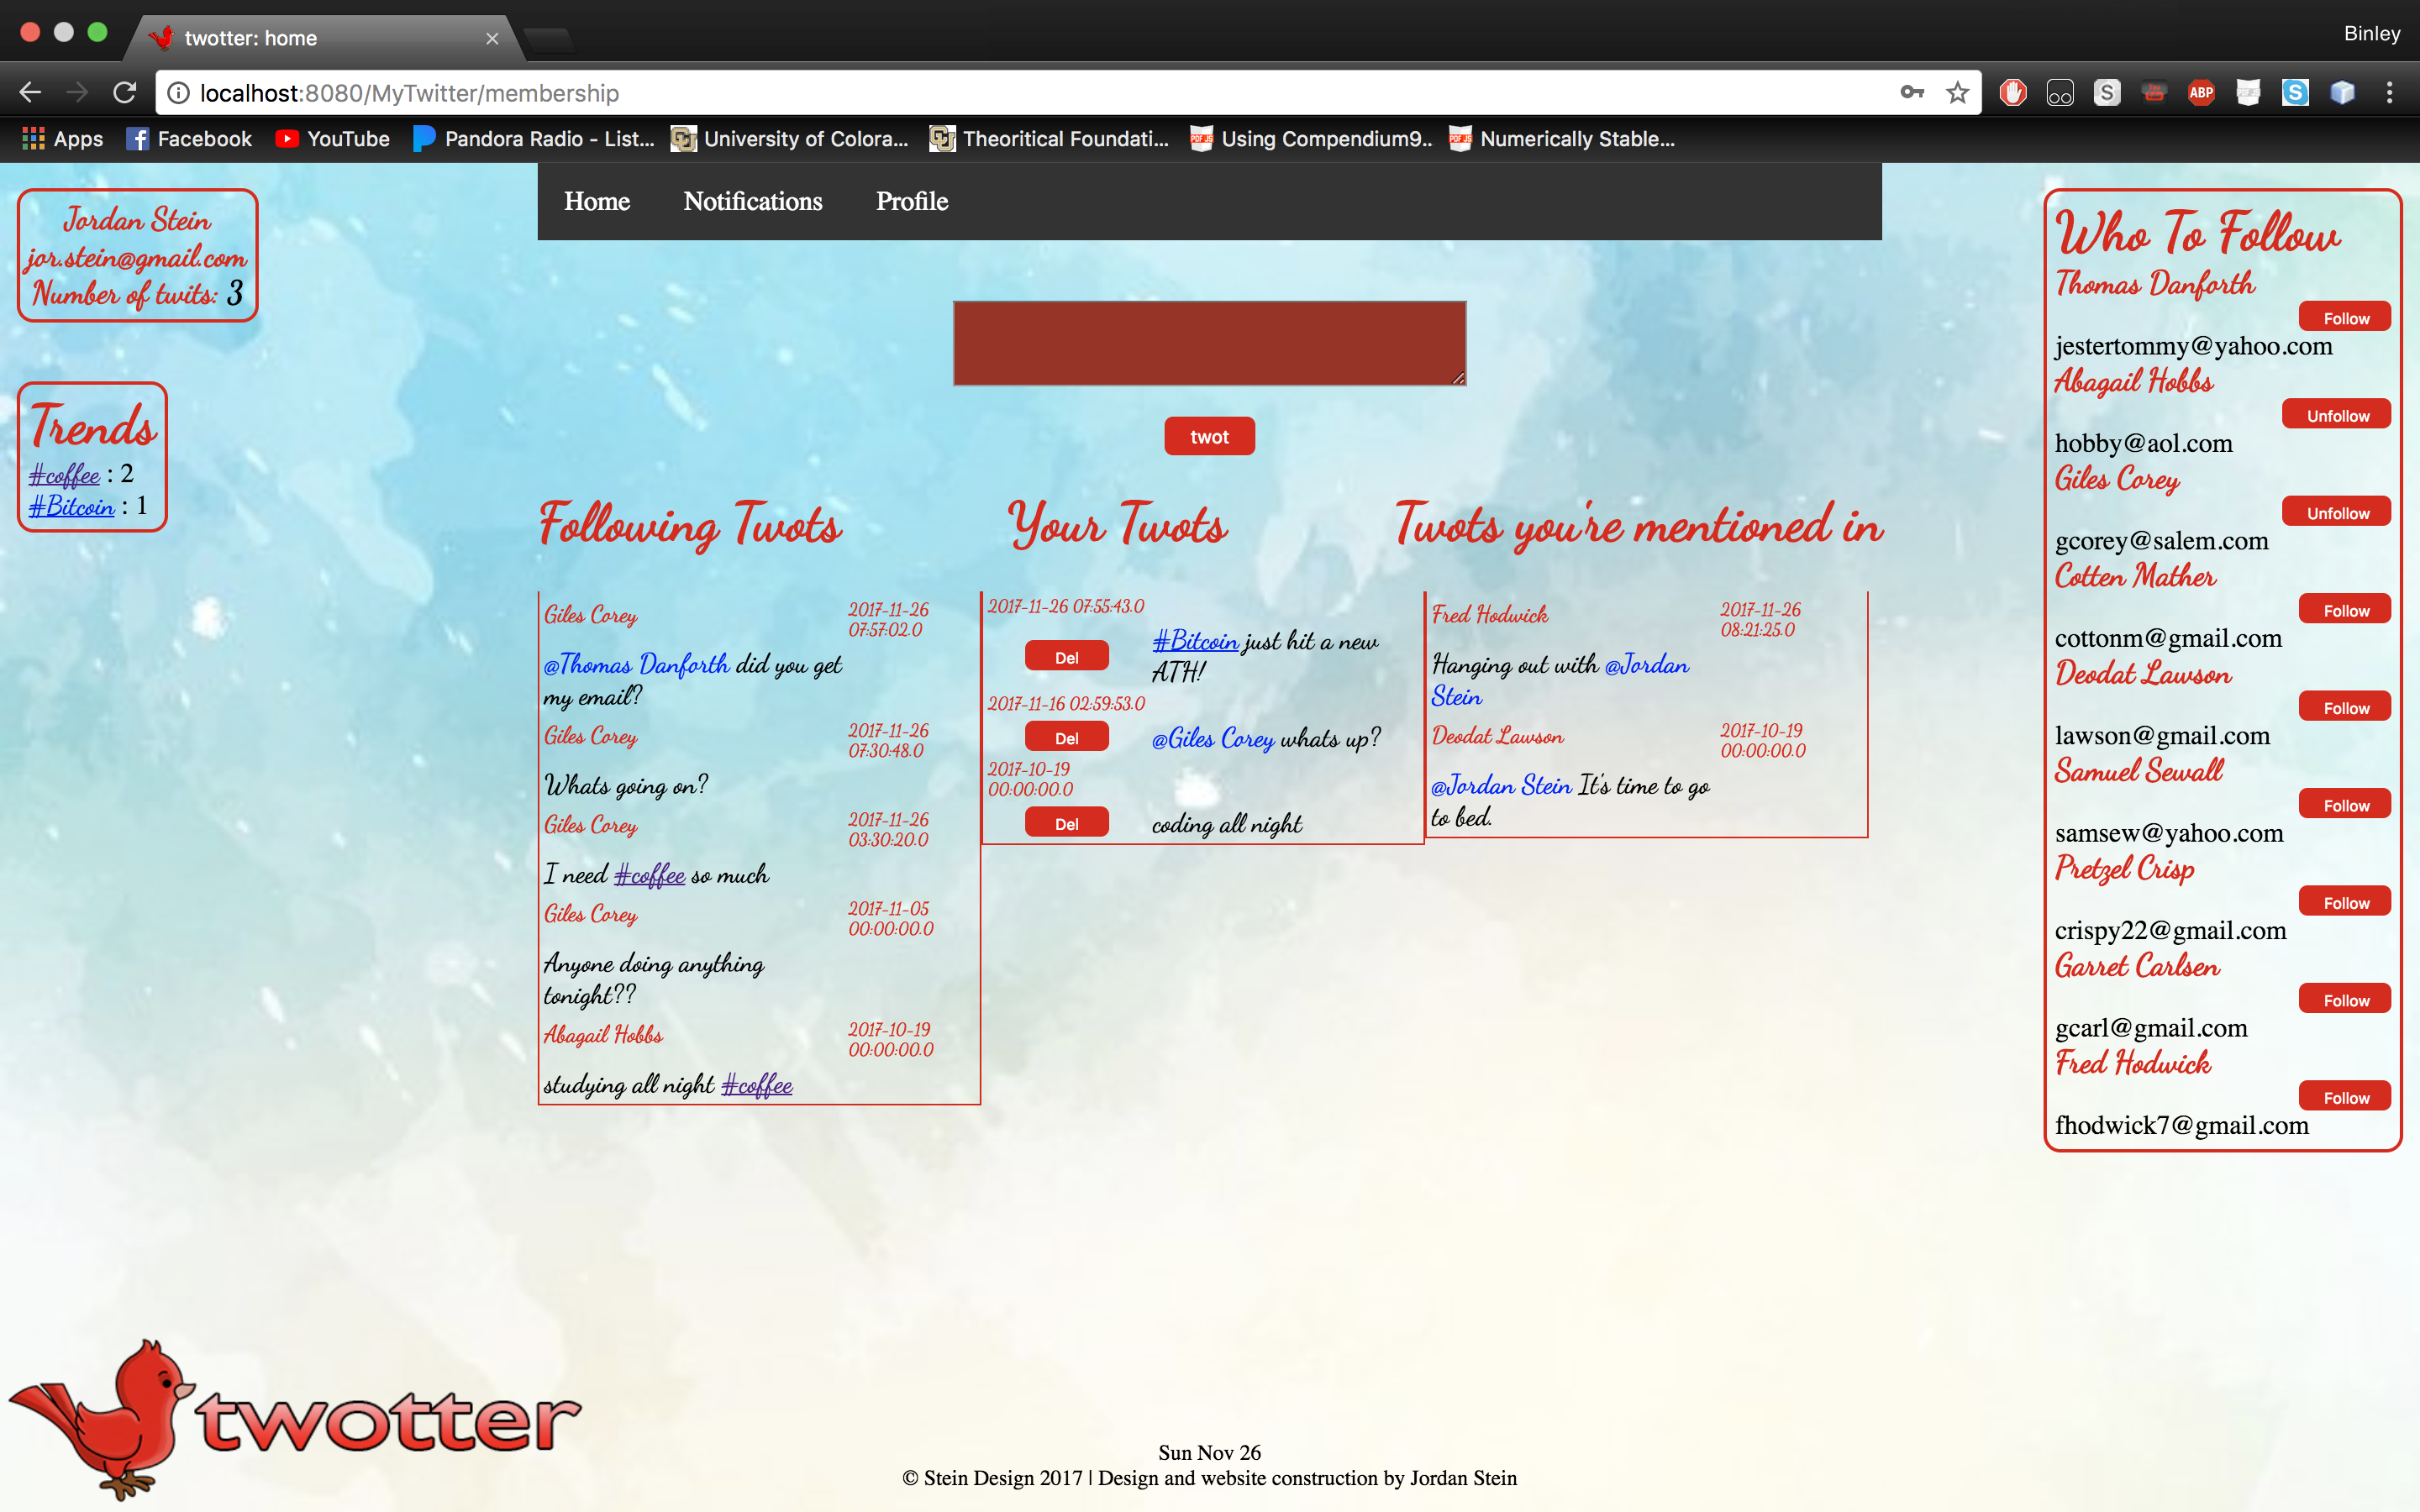 twotter: home
Binley
localhost:8080/MyTwitter/membership
ABP
Apps Facebook YouTube Pandora Radio - List... University of Colora... Theoritical Foundati... Using Compendium9... Numerically Stable...
Home Notifications Profile
Jordan Stein
jor.stein@gmail.com
Number of twits: 3
Trends
#coffee : 2
#Bitcoin : 1
twot
Following Twots
Giles Corey 2017-11-26
07:57:02.0
@Thomas Danforth did you get
my email?
Giles Corey 2017-11-26
07:30:48.0
Whats going on?
Giles Corey 2017-11-26
03:30:20.0
I need #coffee so much
Giles Corey 2017-11-05
00:00:00.0
Anyone doing anything
tonight??
Abagail Hobbs 2017-10-19
00:00:00.0
studying all night #coffee
Your Twots
2017-11-26 07:55:43.0
Del #Bitcoin just hit a new
ATH!
2017-11-16 02:59:53.0
Del @Giles Corey whats up?
2017-10-19
00:00:00.0
Del coding all night
Twots you're mentioned in
Fred Hodwick 2017-11-26
08:21:25.0
Hanging out with @Jordan
Stein
Deodat Lawson 2017-10-19
00:00:00.0
@Jordan Stein It's time to go
to bed.
Who To Follow
Thomas Danforth
Follow
jestertommy@yahoo.com
Abagail Hobbs
Unfollow
hobby@aol.com
Giles Corey
Unfollow
gcorey@salem.com
Cotten Mather
Follow
cottonm@gmail.com
Deodat Lawson
Follow
lawson@gmail.com
Samuel Sewall
Follow
samsew@yahoo.com
Pretzel Crisp
Follow
crispy22@gmail.com
Garret Carlsen
Follow
gcarl@gmail.com
Fred Hodwick
Follow
fhodwick7@gmail.com
twotter
Sun Nov 26
© Stein Design 2017 | Design and website construction by Jordan Stein